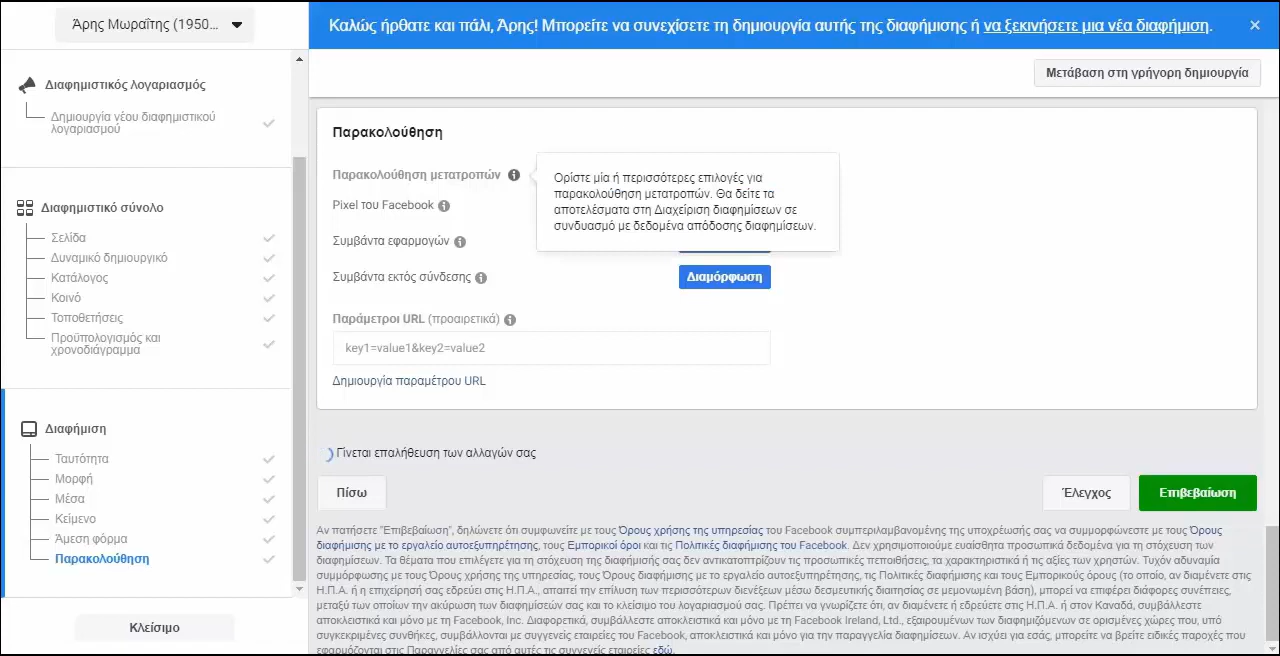 Άρης Μωραΐτης (1950...
Καλώς ήρθατε και πάλι, Άρης! Μπορείτε να συνεχίσετε τη δημιουργία αυτής της διαφήμισης ή να ξεκινήσετε μια νέα διαφήμιση.
Μετάβαση στη γρήγορη δημιουργία
Διαφημιστικός λογαριασμός
Δημιουργία νέου διαφημιστικού
λογαριασμού
Διαφημιστικό σύνολο
Σελίδα
Δυναμικό δημιουργικό
Κατάλογος
Κοινό
Τοποθετήσεις
Προϋπολογισμός και
χρονοδιάγραμμα
Διαφήμιση
Ταυτότητα
Μορφή
Μέσα
Κείμενο
Άμεση φόρμα
Παρακολούθηση
Κλείσιμο
Παρακολούθηση
Παρακολούθηση μετατροπών
Ορίστε μία ή περισσότερες επιλογές για
παρακολούθηση μετατροπών. Θα δείτε τα
αποτελέσματα στη Διαχείριση διαφημίσεων σε
συνδυασμό με δεδομένα απόδοσης διαφημίσεων.
Pixel του Facebook
Συμβάντα εφαρμογών
Συμβάντα εκτός σύνδεσης
Διαμόρφωση
Παράμετροι URL (προαιρετικά)
key1=value1&key2=value2
Δημιουργία παραμέτρου URL
Γίνεται επαλήθευση των αλλαγών σας
Πίσω
Έλεγχος
Επιβεβαίωση
Αν πατήσετε "Επιβεβαίωση", δηλώνετε ότι συμφωνείτε με τους Όρους χρήσης της υπηρεσίας του Facebook συμπεριλαμβανομένης της υποχρέωσής σας να συμμορφώνεστε με τους Όρους
διαφήμισης με το εργαλείο αυτοεξυπηρέτησης, τους Εμπορικοί όροι και τις Πολιτικές διαφήμισης του Facebook. Δεν χρησιμοποιούμε ευαίσθητα προσωπικά δεδομένα για τη στόχευση των
διαφημίσεων. Τα θέματα που επιλέγετε για τη στόχευση της διαφήμισής σας δεν αντικατοπτρίζουν τις προσωπικές πεποιθήσεις, τα χαρακτηριστικά ή τις αξίες των χρηστών. Τυχόν αδυναμία
συμμόρφωσης με τους Όρους χρήσης της υπηρεσίας, τους Όρους διαφήμισης με το εργαλείο αυτοεξυπηρέτησης, τις Πολιτικές διαφήμισης και τους Εμπορικούς όρους (το οποίο, αν διαμένετε στις
Η.Π.Α. ή η επιχείρησή σας εδρεύει στις Η.Π.Α., απαιτεί την επίλυση των περισσότερων διενέξεων μέσω δεσμευτικής διαιτησίας σε μεμονωμένη βάση), μπορεί να επιφέρει διάφορες συνέπειες,
μεταξύ των οποίων την ακύρωση των διαφημίσεών σας και το κλείσιμο του λογαριασμού σας. Πρέπει να γνωρίζετε ότι, αν διαμένετε ή εδρεύετε στις Η.Π.Α. ή στον Καναδά, συμβάλλεστε
αποκλειστικά και μόνο με τη Facebook, Inc. Διαφορετικά, συμβάλλεστε αποκλειστικά και μόνο με τη Facebook Ireland, Ltd., εξαιρουμένων των διαφημιζόμενων σε ορισμένες χώρες που, υπό
συγκεκριμένες συνθήκες, συμβάλλονται με συγγενείς εταιρείες του Facebook, αποκλειστικά και μόνο για την παραγγελία διαφημίσεων. Αν ισχύει για εσάς, μπορείτε να βρείτε ειδικές παροχές που
εφαρμόζονται στις Παραγγελίες σας από αυτές τις συγγενείς εταιρείες εδώ.